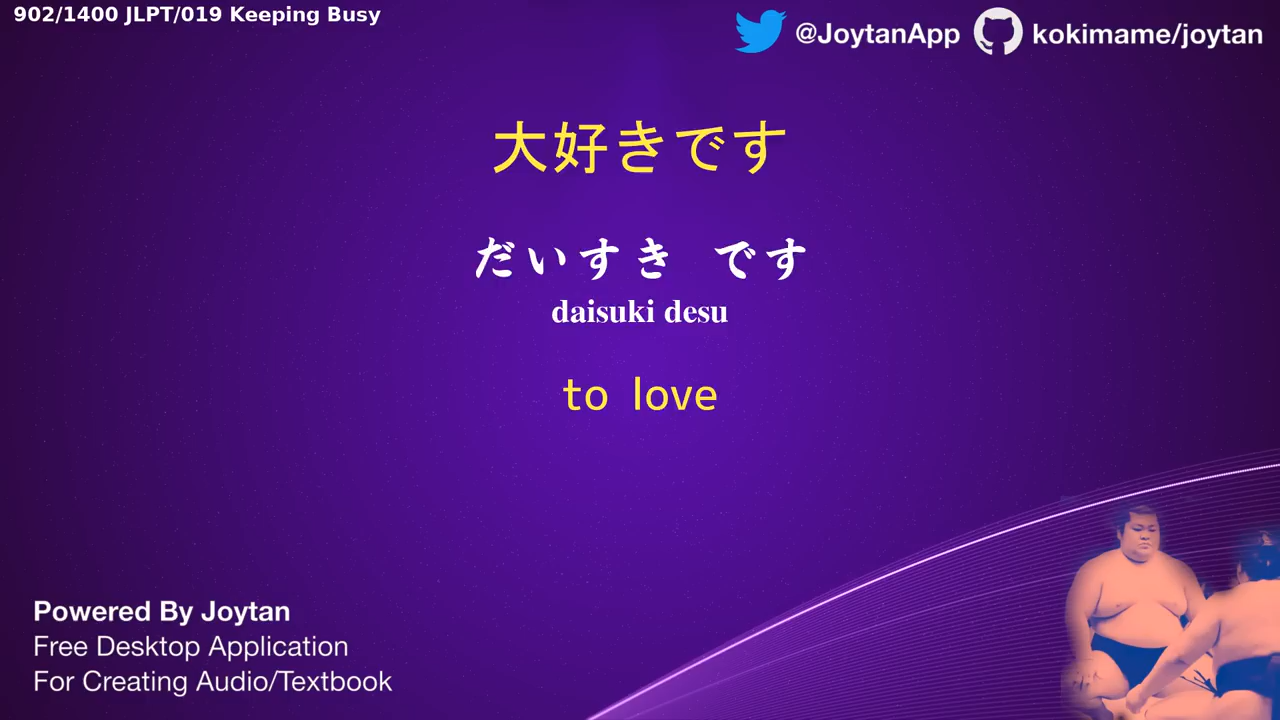 902/1400 JLPT/019 Keeping Busy
@JoytanApp kokimame/joytan
大好きです
だいすき です
daisuki desu
to love
Powered By Joytan
Free Desktop Application
For Creating Audio/Textbook